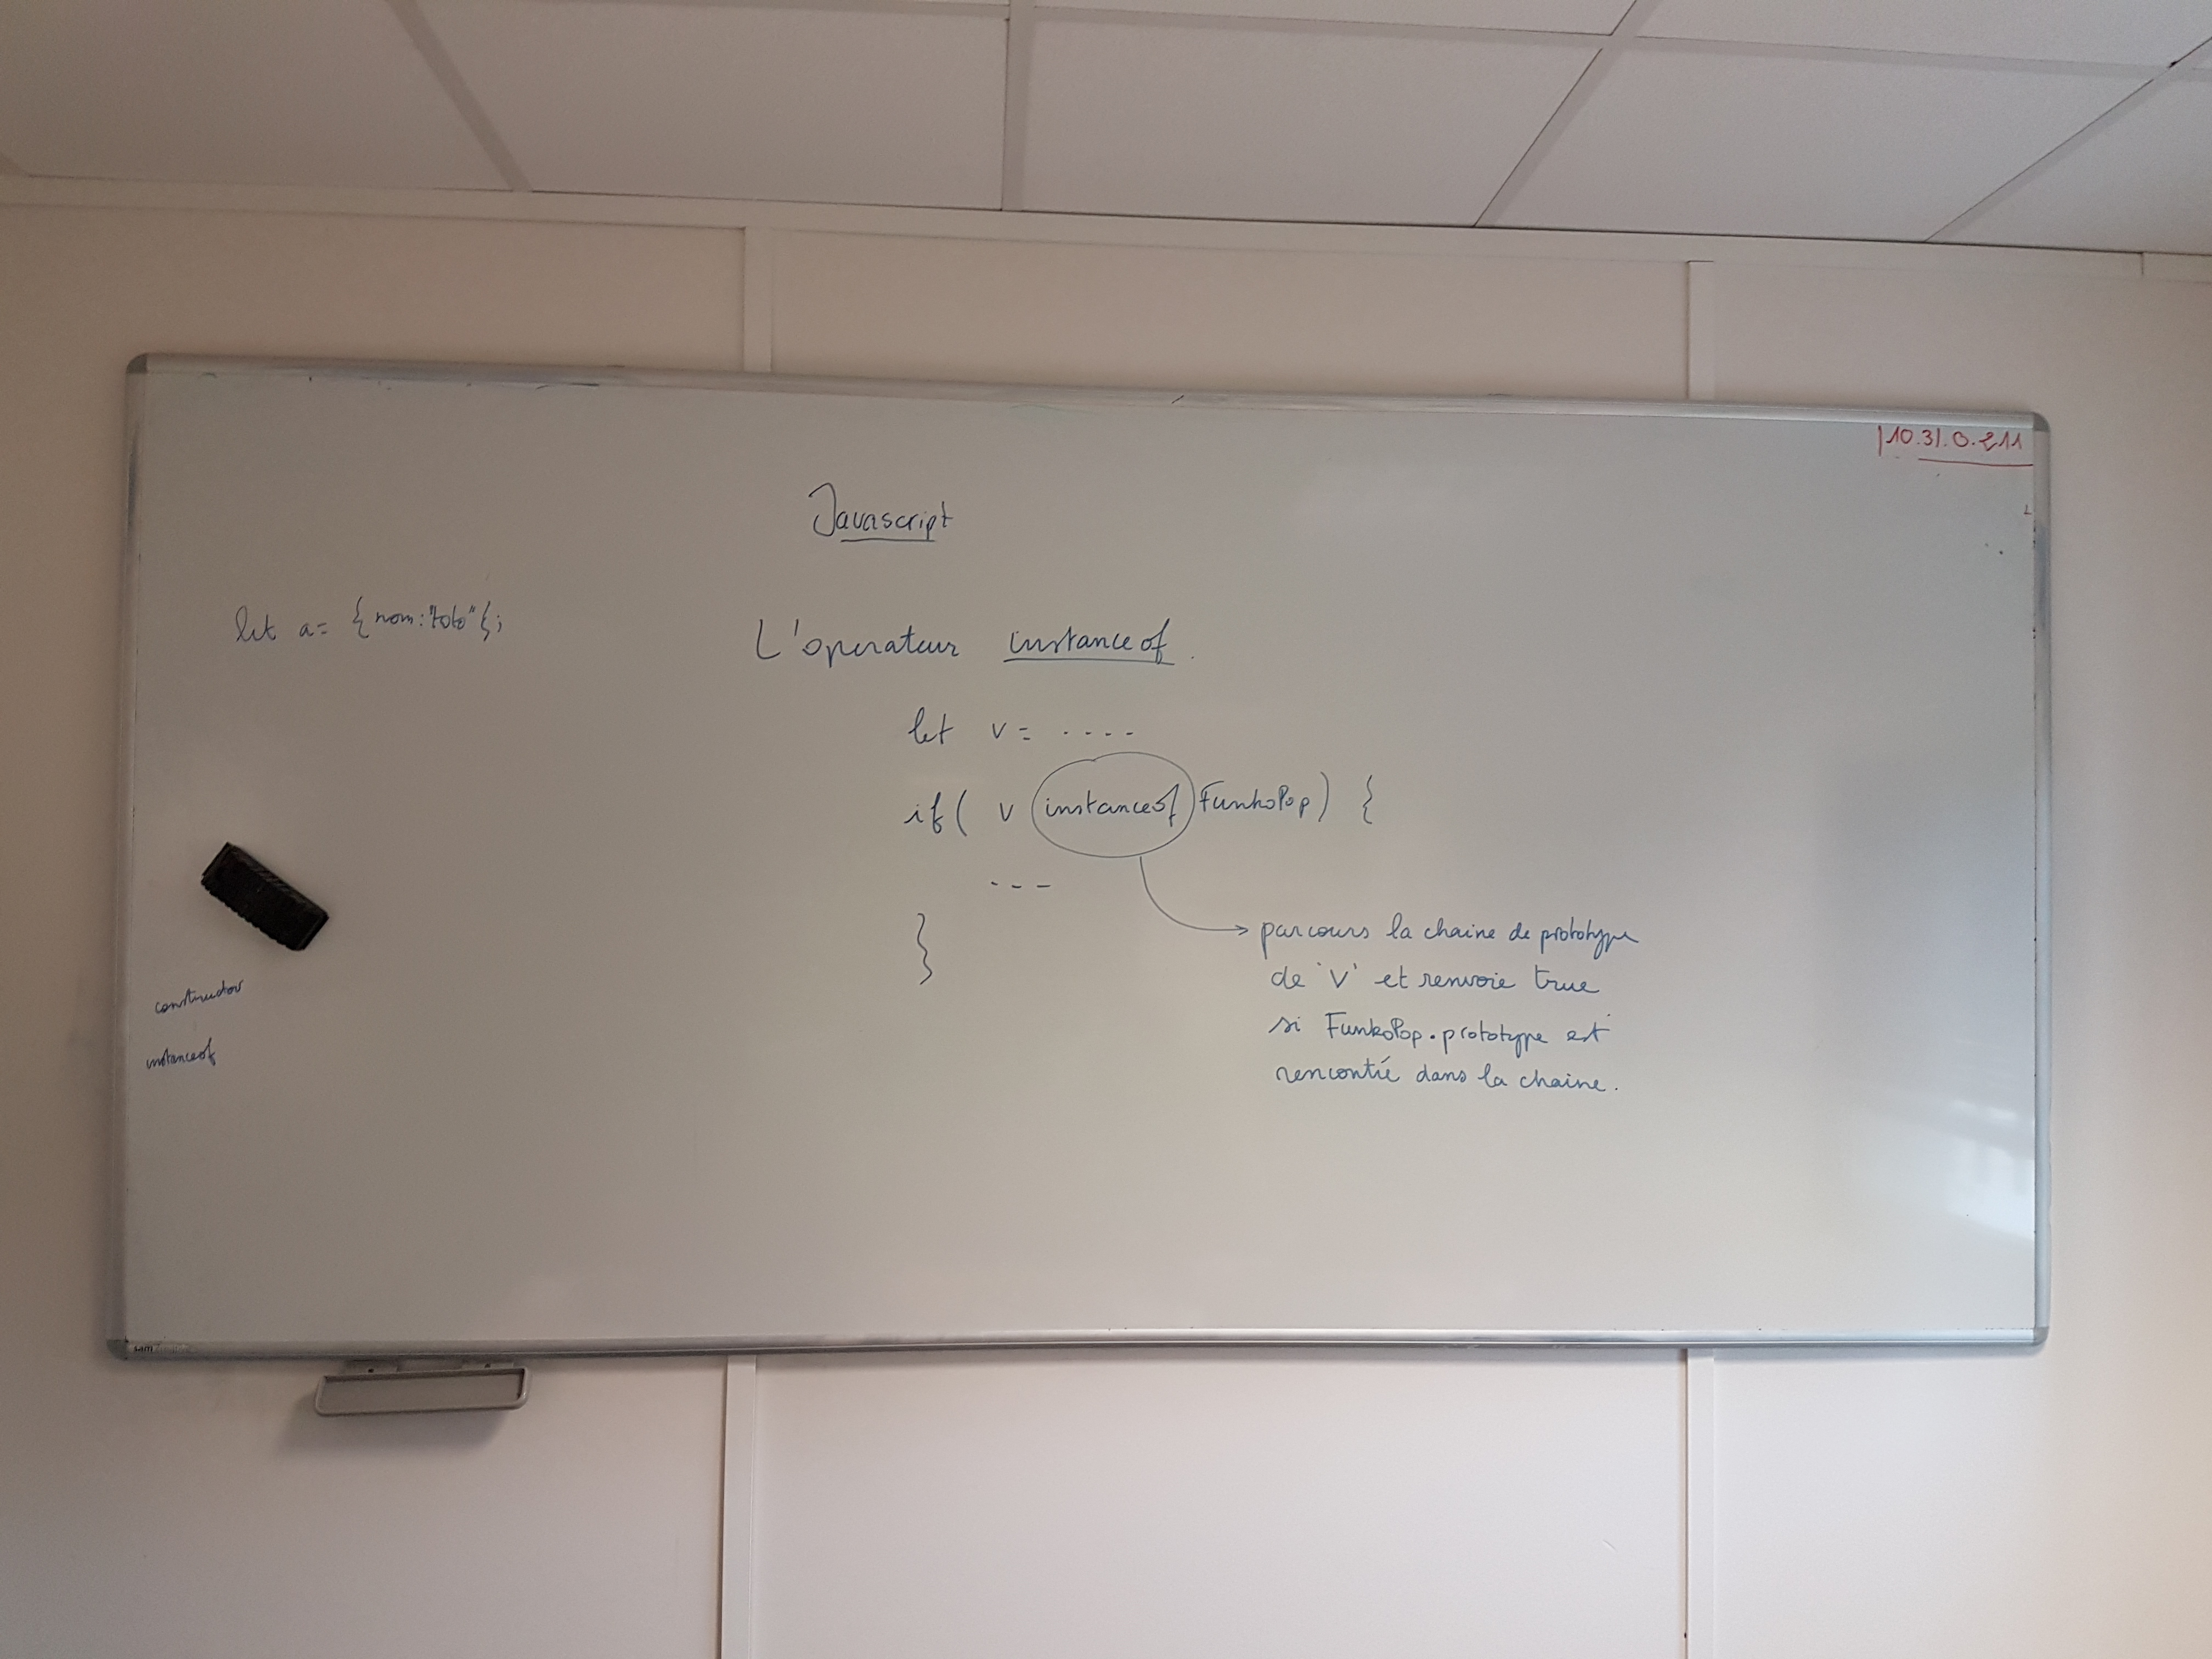 10.31.0.211
Javascript
let a= {nom:"toto"};
L'operateur instanceof.
let v= ....
if( v instanceof FunkoPop) {
---
}
parcours la chaine de prototype
de 'V' et renvoie true
si FunkoPop.prototype est
rencontré dans la chaine.
constructor
instanceof
sam